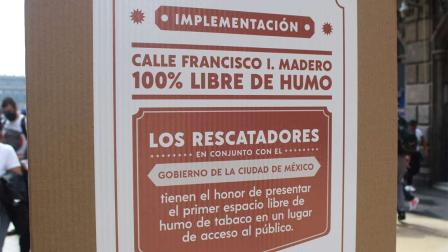 IMPLEMENTACIÓN
CALLE FRANCISCO I. MADERO
100% LIBRE DE HUMO
LOS RESCATADORES
EN CONJUNTO CON EL
GOBIERNO DE LA CIUDAD DE MÉXICO
tienen el honor de presentar
el primer espacio libre de
humo de tabaco en un lugar
de acceso al público.